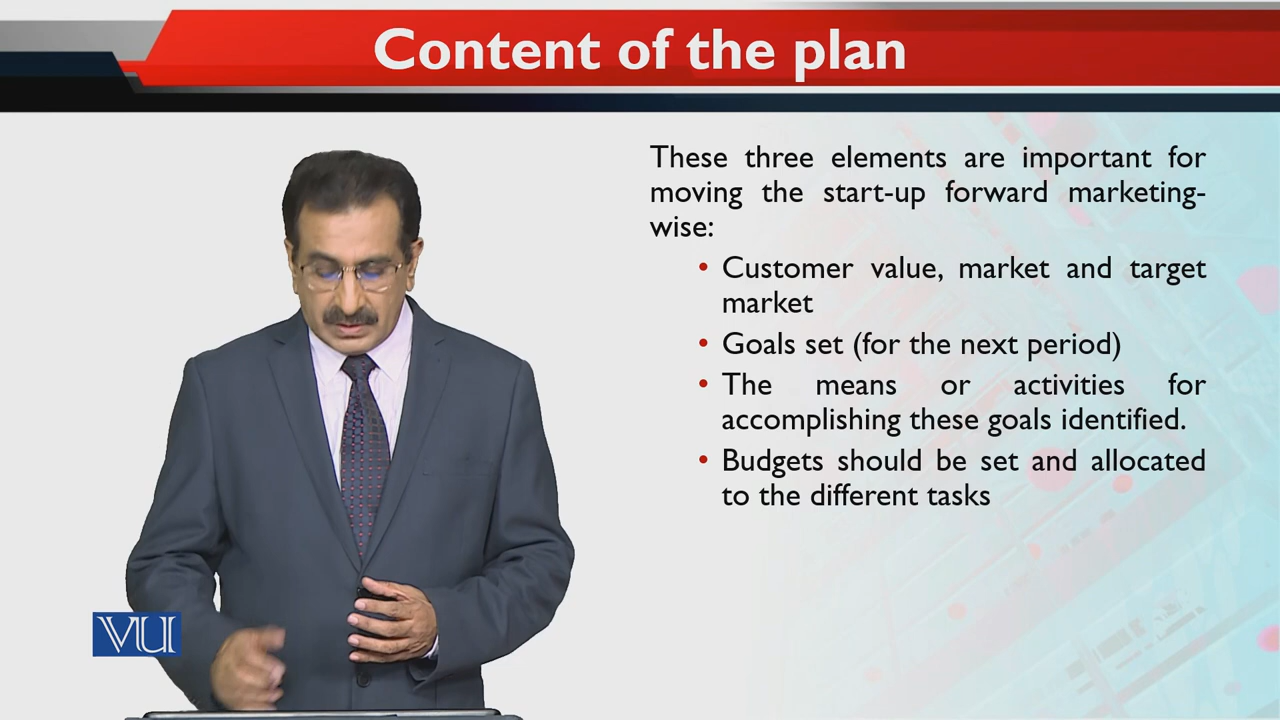 Content of the plan
These three elements are important for
moving the start-up forward marketing-
wise:
• Customer value, market and target
market
• Goals set (for the next period)
• The means or activities for
accomplishing these goals identified.
• Budgets should be set and allocated
to the different tasks
VU